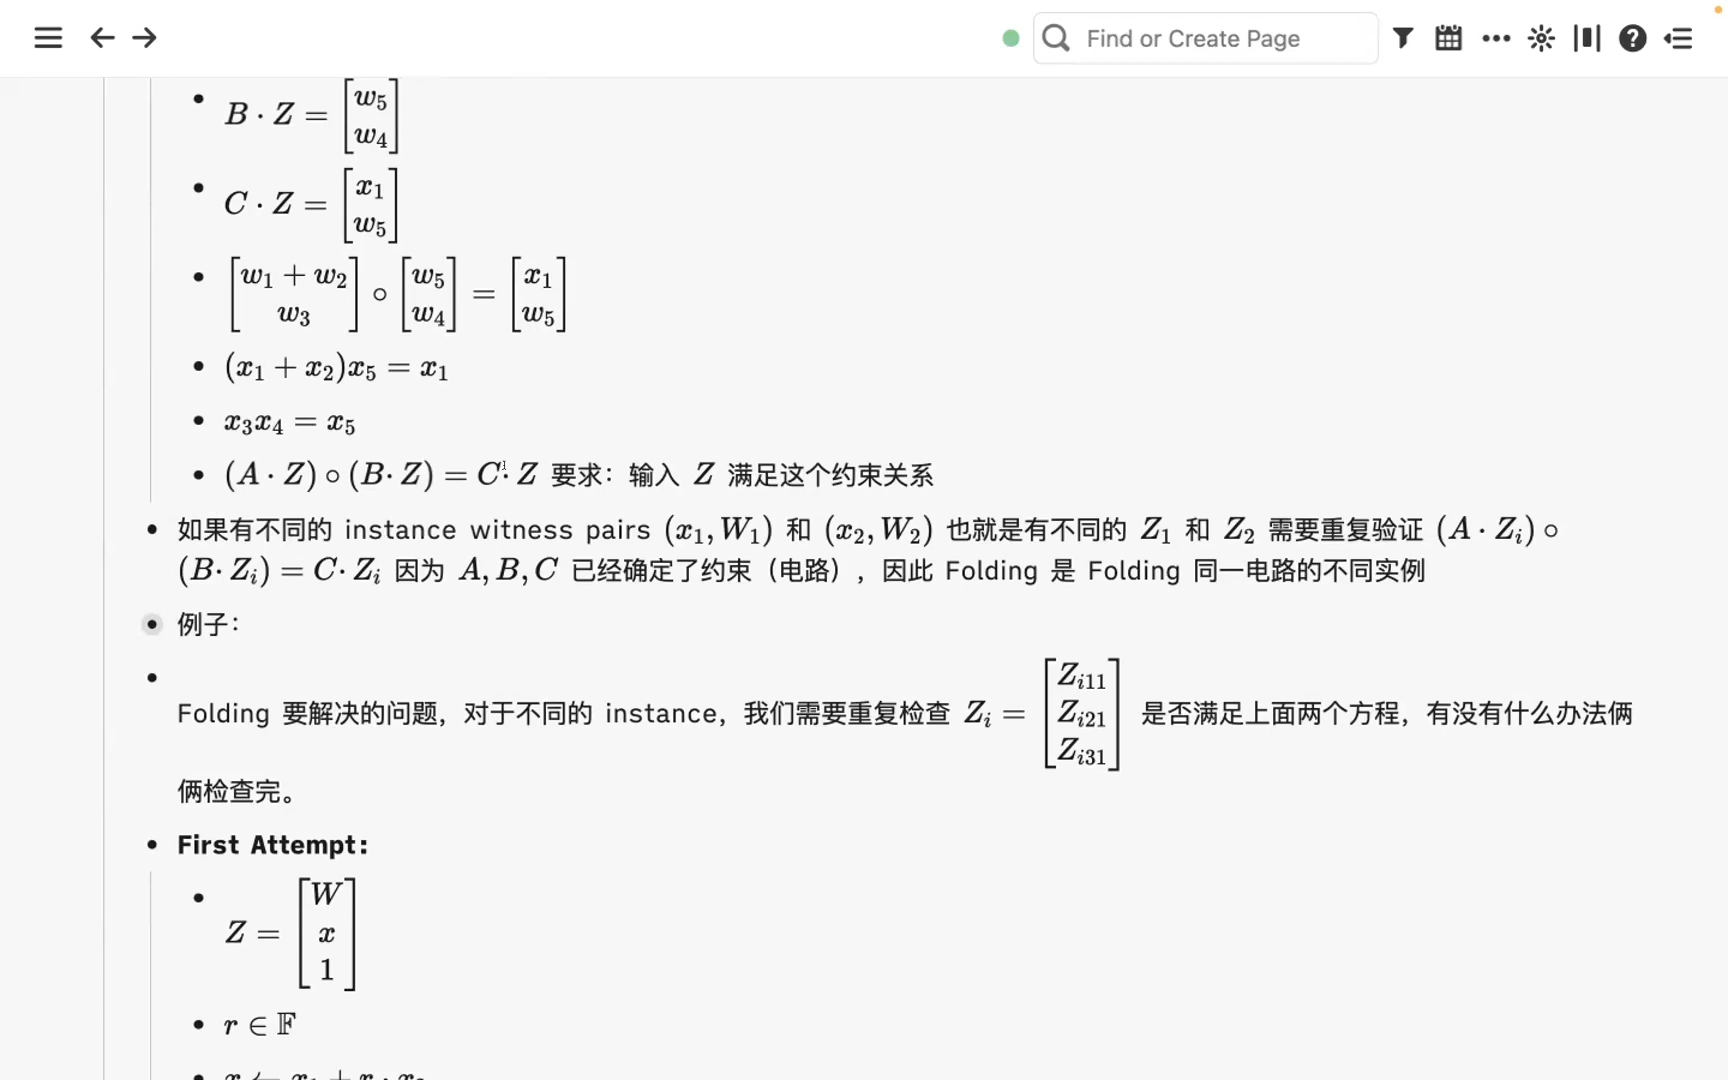 Find or Create Page
B · Z = [w₅ w₄]
C · Z = [x₁ w₅]
[w₁ + w₂ w₃] ∘ [w₅ w₄] = [x₁ w₅]
(x₁ + x₂)x₅ = x₁
x₃x₄ = x₅
(A · Z) ∘ (B · Z) = C · Z 要求：输入 Z 满足这个约束关系
如果有不同的 instance witness pairs (x₁, W₁) 和 (x₂, W₂) 也就是有不同的 Z₁ 和 Z₂ 需要重复验证 (A · Zᵢ) ∘
(B · Zᵢ) = C · Zᵢ 因为 A, B, C 已经确定了约束（电路），因此 Folding 是 Folding 同一电路的不同实例
例子：
Folding 要解决的问题，对于不同的 instance，我们需要重复检查 Zᵢ = [Zᵢ₁₁ Zᵢ₂₁ Zᵢ₃₁] 是否满足上面两个方程，有没有什么办法俩
俩检查完。
First Attempt:
Z = [W x 1]
r ∈ 𝔽